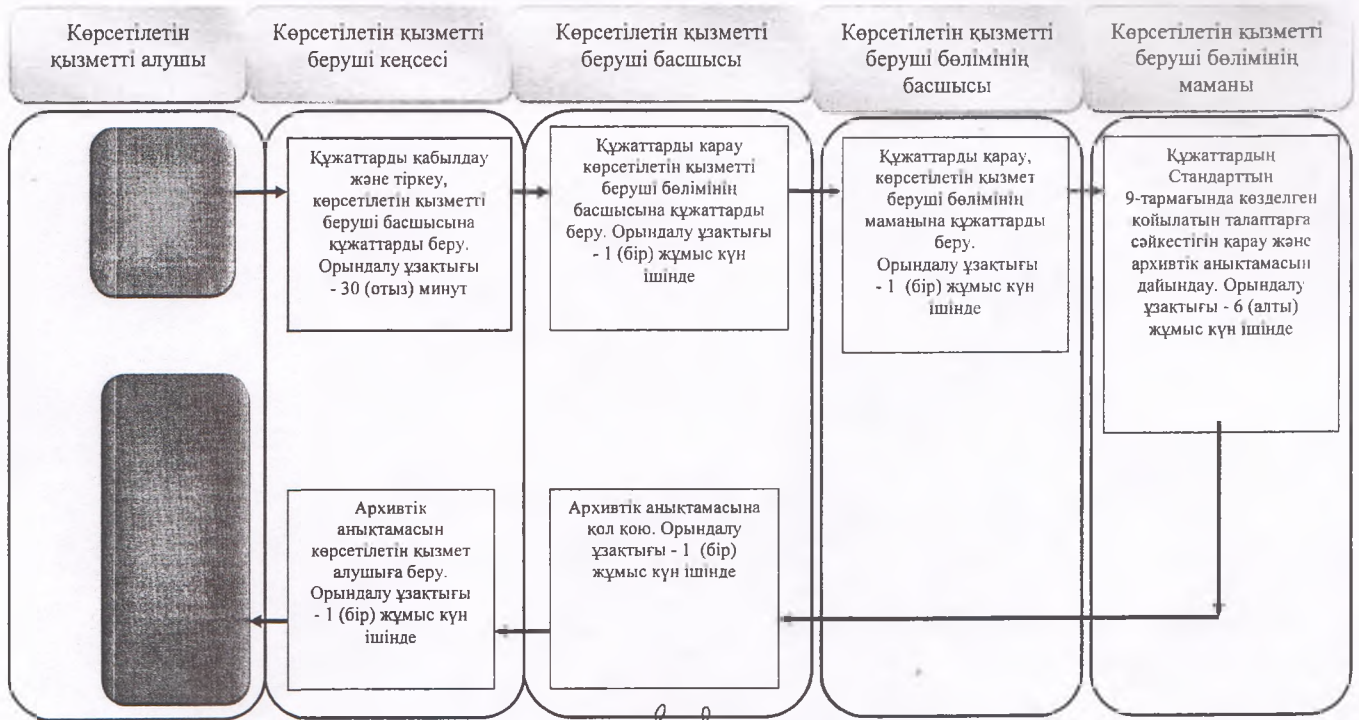 Көрсетілетін
қызметті алушы
Көрсетілетін қызметті
беруші кеңсесі
Көрсетілетін қызметті
беруші басшысы
Көрсетілетін қызметті
беруші бөлімінің
басшысы
Көрсетілетін қызметті
беруші бөлімінің
маманы
Құжаттарды қабылдау
және тіркеу,
көрсетілетін қызметті
беруші басшысына
құжаттарды беру.
Орындалу ұзақтығы
- 30 (отыз) минут
Құжаттарды карау
көрсетілетін қызметті
беруші бөлімінің
басшысына құжаттарды
беру. Орындалу ұзақтығы
- 1 (бір) жұмыс күн
ішінде
Құжаттарды қарау,
көрсетілетін қызмет
беруші бөлімінің
маманына құжаттарды
беру.
Орындалу ұзақтығы
- 1 (бір) жұмыс күн
ішінде
Құжаттардың
Стандарттын
9-тармағында көзделген
қойылатын талаптарға
сәйкестігін қарау және
архивтік анықтамасын
дайындау. Орындалу
ұзақтығы - 6 (алты)
жұмыс күн ішінде
Архивтік
анықтамасын
көрсетілетін қызмет
алушыға беру.
Орындалу ұзақтығы
- 1 (бір) жұмыс күн
ішінде
Архивтік анықтамасына
қол қою. Орындалу
ұзақтығы - 1 (бір)
жұмыс күн ішінде